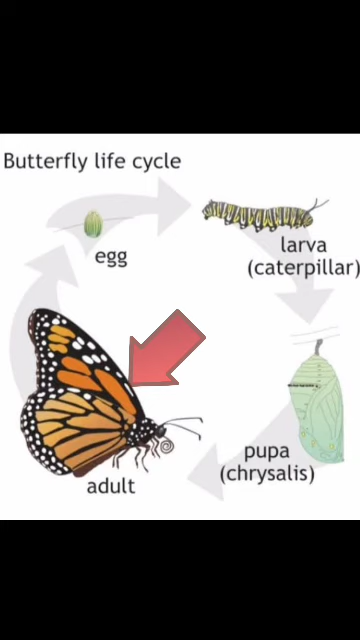 Butterfly life cycle
egg
larva
(caterpillar)
pupa
(chrysalis)
adult